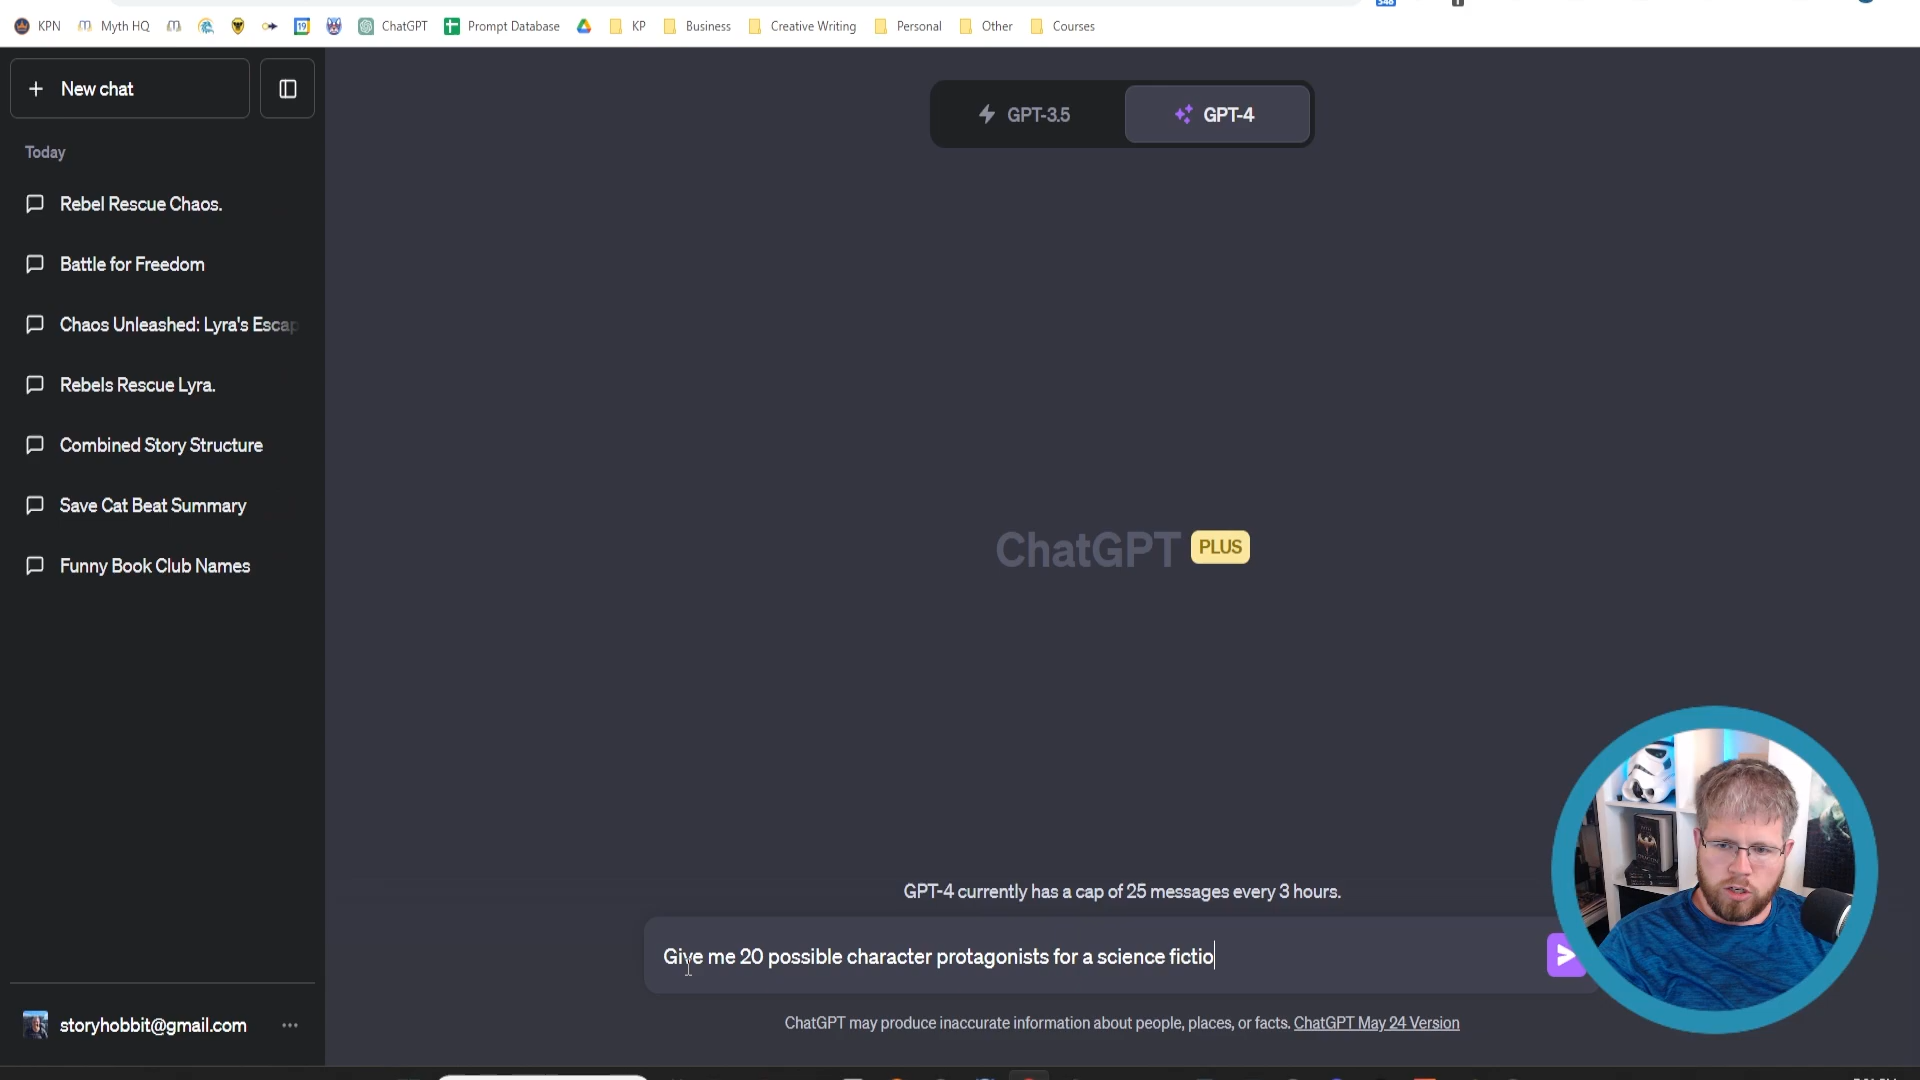 KPN
Myth HQ
19
ChatGPT
Prompt Database
KP
Business
Creative Writing
Personal
Other
Courses
New chat
Today
Rebel Rescue Chaos.
Battle for Freedom
Chaos Unleashed: Lyra's Escap
Rebels Rescue Lyra.
Combined Story Structure
Save Cat Beat Summary
Funny Book Club Names
storyhobbit@gmail.com
GPT-3.5
GPT-4
ChatGPT PLUS
GPT-4 currently has a cap of 25 messages every 3 hours.
Give me 20 possible character protagonists for a science fictio
ChatGPT may produce inaccurate information about people, places, or facts. ChatGPT May 24 Version